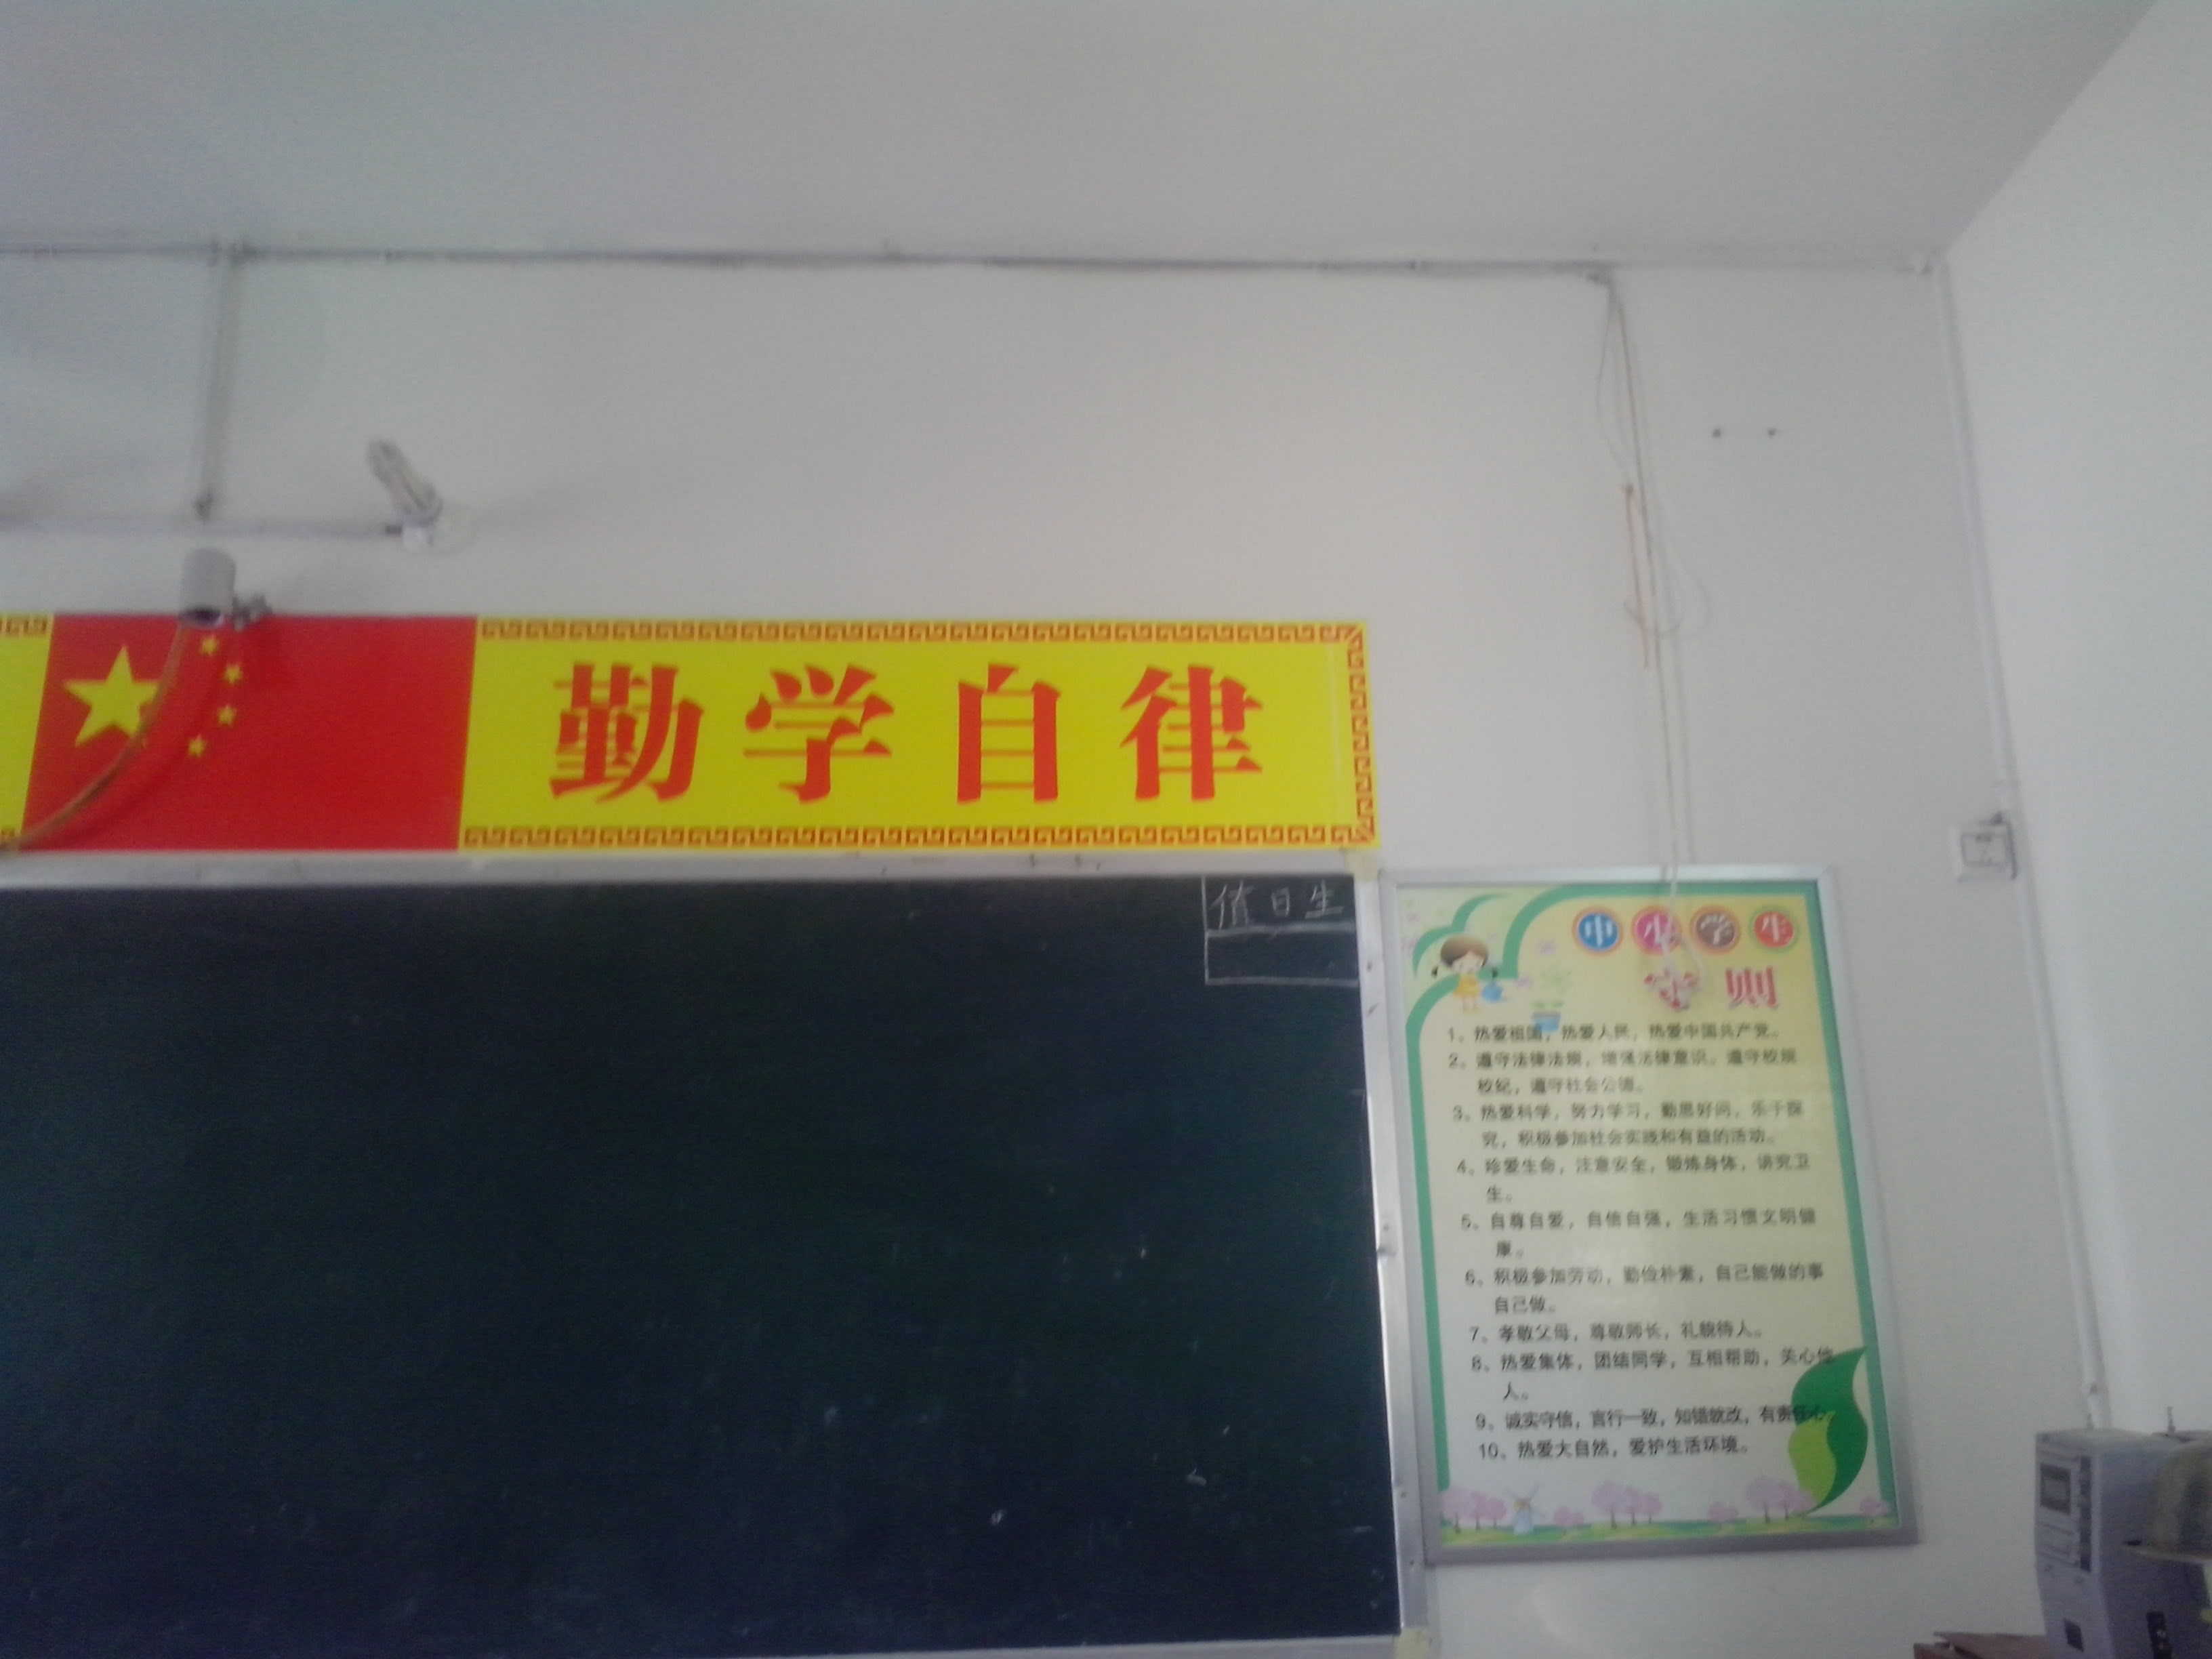 勤学自律
值日生
中小学生
守则
1、热爱祖国，热爱人民，热爱中国共产党。
2、遵守法律法规，增强法律意识。遵守校规
校纪，遵守社会公德。
3、热爱科学，努力学习，勤思好问，乐于探
究，积极参加社会实践和有益的活动。
4、珍爱生命，注意安全，锻炼身体，讲究卫
生。
5、自尊自爱，自信自强，生活习惯文明健
康。
6、积极参加劳动，勤俭朴素，自己能做的事
自己做。
7、孝敬父母，尊敬师长，礼貌待人。
8、热爱集体，团结同学，互相帮助，关心他
人。
9、诚实守信，言行一致，知错就改，有责任心。
10、热爱大自然，爱护生活环境。